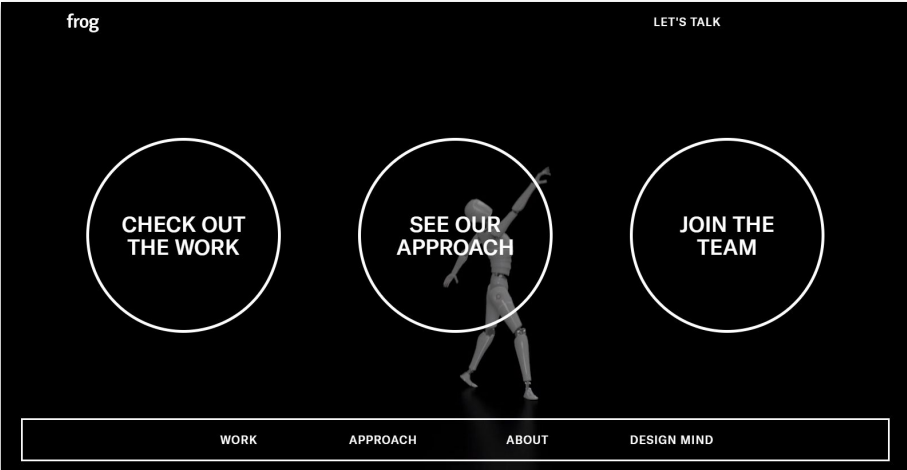 frog
LET'S TALK
CHECK OUT
THE WORK
SEE OUR
APPROACH
JOIN THE
TEAM
WORK
APPROACH
ABOUT
DESIGN MIND